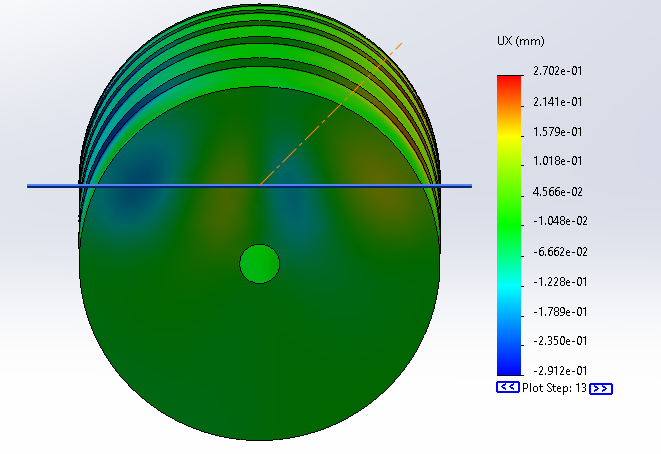 UX (mm)
2.702e-01
2.141e-01
1.579e-01
1.018e-01
4.566e-02
-1.048e-02
-6.662e-02
-1.228e-01
-1.789e-01
-2.350e-01
-2.912e-01
<< Plot Step: 13 >>